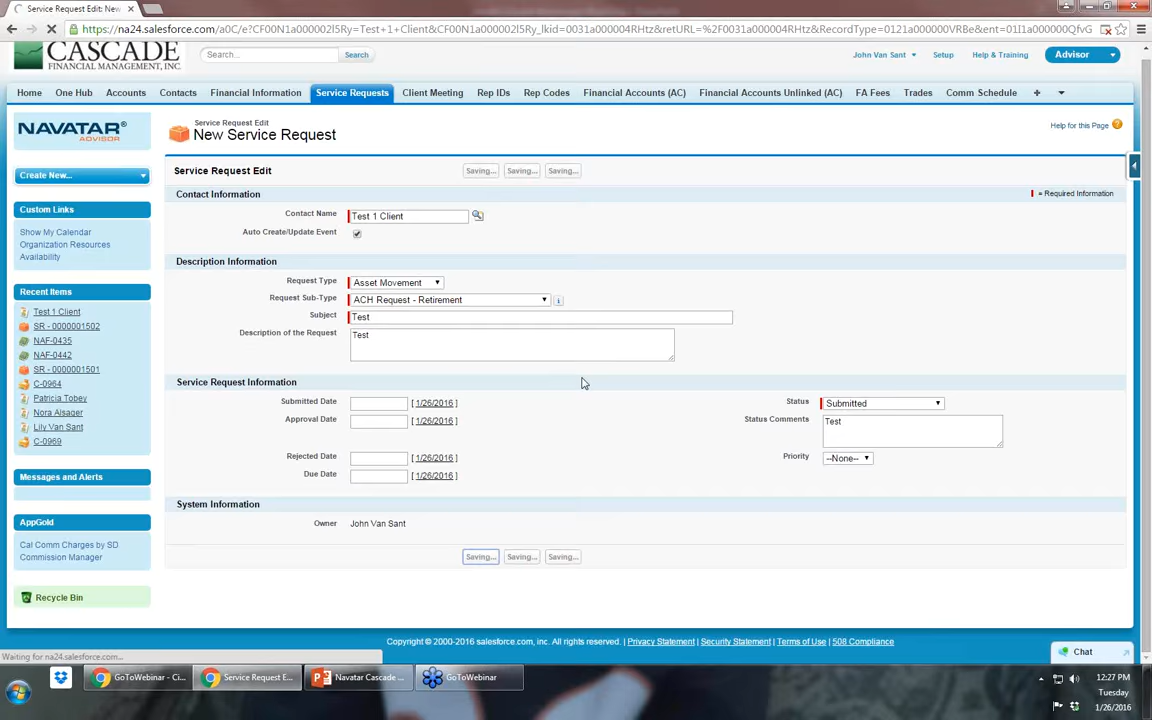 Service Request Edit: New
https://na24.salesforce.com/a0C/e?CF00N1a000002l5Ry=Test+1+Client&CF00N1a000002l5Ry_lkid=0031a000004RHtz&retURL=%2F0031a000004RHtz&RecordType=0121a000000VRBe&ent=01I1a000000QfvG
CASCADE
FINANCIAL MANAGEMENT, INC.
Search...
Search
John Van Sant
Setup
Help & Training
Advisor
Home
One Hub
Accounts
Contacts
Financial Information
Service Requests
Client Meeting
Rep IDs
Rep Codes
Financial Accounts (AC)
Financial Accounts Unlinked (AC)
FA Fees
Trades
Comm Schedule
+
NAVATAR®
ADVISOR
Service Request Edit
New Service Request
Help for this Page
Create New...
Service Request Edit
Saving...
Saving...
Saving...
Contact Information
= Required Information
Custom Links
Show My Calendar
Organization Resources
Availability
Contact Name
Test 1 Client
Auto Create/Update Event
Description Information
Request Type
Asset Movement
Request Sub-Type
ACH Request - Retirement
Subject
Test
Description of the Request
Test
Recent Items
Test 1 Client
SR - 0000001502
NAF-0435
NAF-0442
SR - 0000001501
C-0964
Patricia Tobey
Nora Alsager
Lily Van Sant
C-0969
Service Request Information
Submitted Date
[ 1/26/2016 ]
Status
Submitted
Approval Date
[ 1/26/2016 ]
Status Comments
Test
Rejected Date
[ 1/26/2016 ]
Priority
--None--
Due Date
[ 1/26/2016 ]
Messages and Alerts
System Information
Owner
John Van Sant
AppGold
Cal Comm Charges by SD
Commission Manager
Saving...
Saving...
Saving...
Recycle Bin
Copyright © 2000-2016 salesforce.com, inc. All rights reserved. | Privacy Statement | Security Statement | Terms of Use | 508 Compliance
Waiting for na24.salesforce.com...
Chat
GoToWebinar - Ci...
Service Request E...
Navatar Cascade ...
GoToWebinar
12:27 PM
Tuesday
1/26/2016